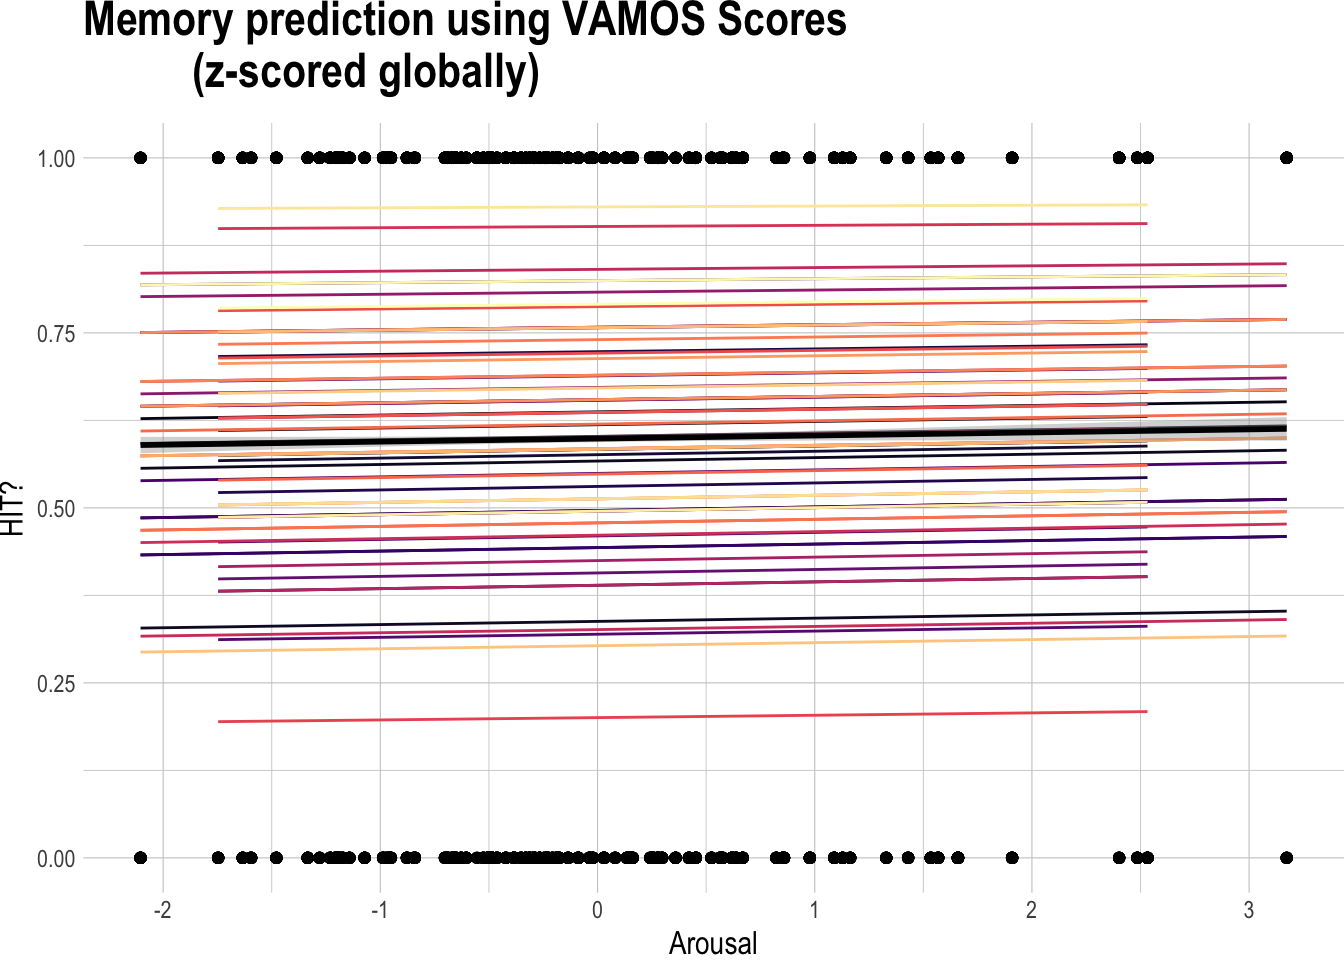 Memory prediction using VAMOS Scores
(z-scored globally)
1.00
0.75
0.50
0.25
0.00
HIT?
-2 -1 0 1 2 3
Arousal